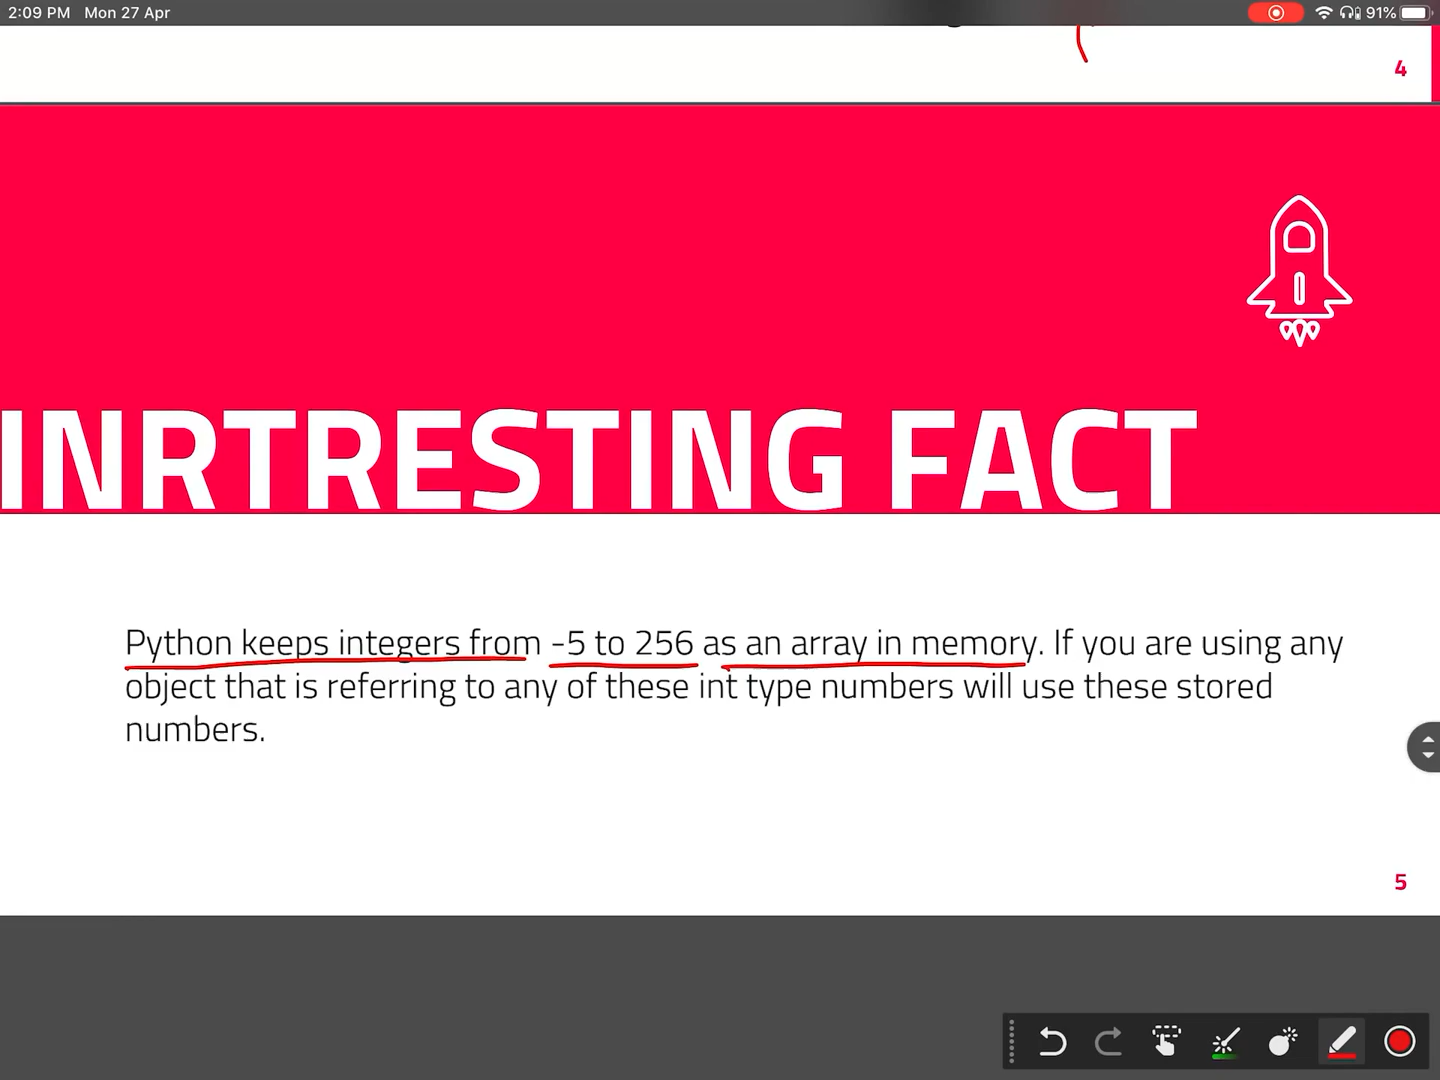 2:09 PM Mon 27 Apr
91%
4
INRTRESTING FACT
Python keeps integers from -5 to 256 as an array in memory. If you are using any
object that is referring to any of these int type numbers will use these stored
numbers.
5